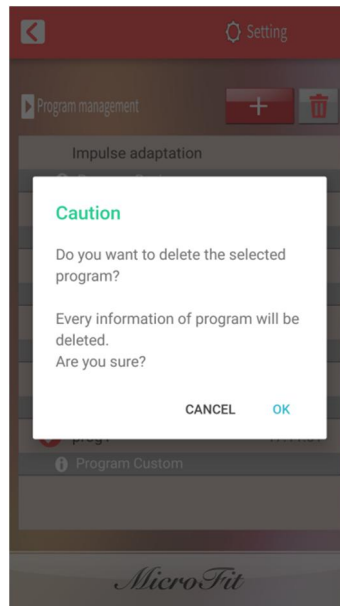 Setting
Program management
Impulse adaptation
Caution
Do you want to delete the selected
program?
Every information of program will be
deleted.
Are you sure?
CANCEL OK
Program Custom
MicroFit